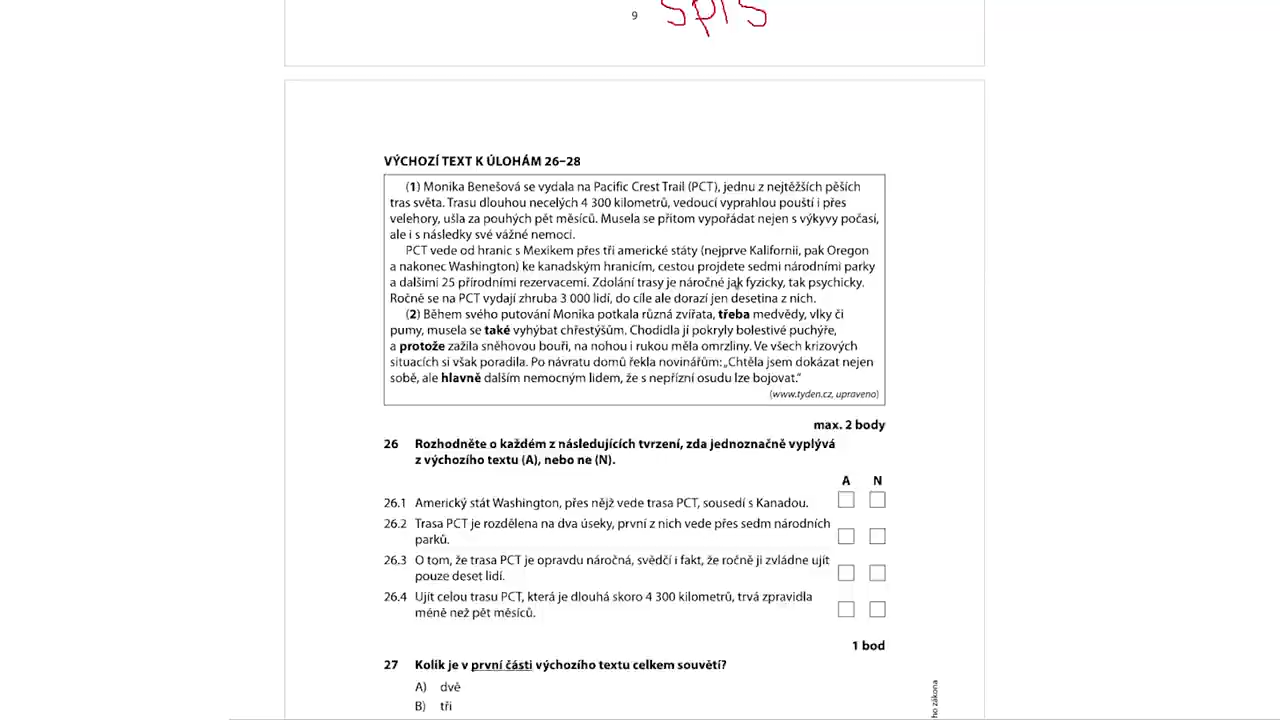 9 spis
VÝCHOZÍ TEXT K ÚLOHÁM 26–28
(1) Monika Benešová se vydala na Pacific Crest Trail (PCT), jednu z nejtěžších pěších
tras světa. Trasu dlouhou necelých 4 300 kilometrů, vedoucí vyprahlou pouští i přes
velehory, ušla za pouhých pět měsíců. Musela se přitom vypořádat nejen s výkyvy počasí,
ale i s následky své vážné nemoci.
PCT vede od hranic s Mexikem přes tři americké státy (nejprve Kalifornii, pak Oregon
a nakonec Washington) ke kanadským hranicím, cestou projdete sedmi národními parky
a dalšími 25 přírodními rezervacemi. Zdolání trasy je náročné jak fyzicky, tak psychicky.
Ročně se na PCT vydají zhruba 3 000 lidí, do cíle ale dorazí jen desetina z nich.
(2) Během svého putování Monika potkala různá zvířata, třeba medvědy, vlky či
pumy, musela se také vyhýbat chřestýšům. Chodidla jí pokryly bolestivé puchýře,
a protože zažila sněhovou bouři, na nohou i rukou měla omrzliny. Ve všech krizových
situacích si však poradila. Po návratu domů řekla novinářům: „Chtěla jsem dokázat nejen
sobě, ale hlavně dalším nemocným lidem, že s nepřízní osudu lze bojovat.“
(www.tyden.cz, upraveno)
max. 2 body
26 Rozhodněte o každém z následujících tvrzení, zda jednoznačně vyplývá
z výchozího textu (A), nebo ne (N).
A N
26.1 Americký stát Washington, přes nějž vede trasa PCT, sousedí s Kanadou.
26.2 Trasa PCT je rozdělena na dva úseky, první z nich vede přes sedm národních
parků.
26.3 O tom, že trasa PCT je opravdu náročná, svědčí i fakt, že ročně ji zvládne ujít
pouze deset lidí.
26.4 Ujít celou trasu PCT, která je dlouhá skoro 4 300 kilometrů, trvá zpravidla
méně než pět měsíců.
1 bod
27 Kolik je v první části výchozího textu celkem souvětí?
A) dvě
B) tři
ho zákona